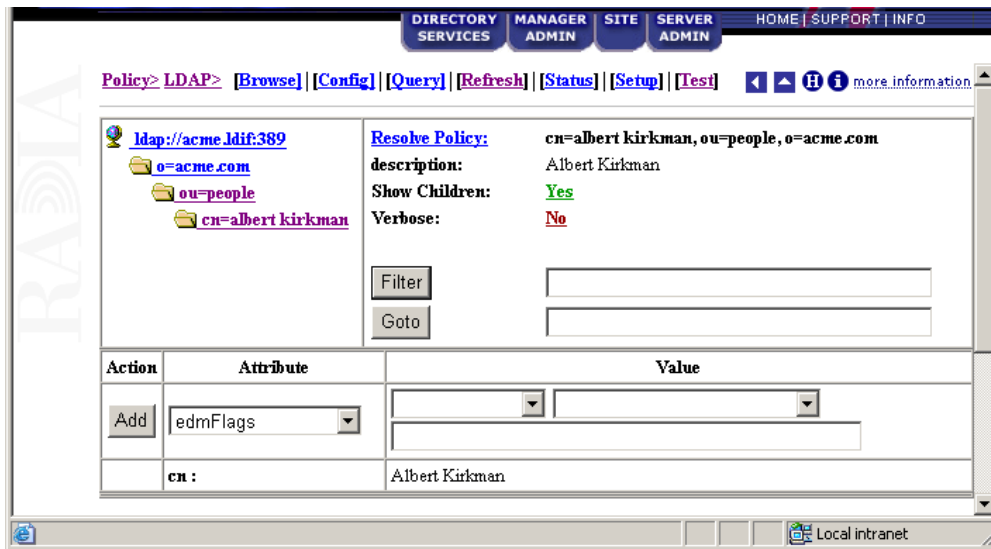 DIRECTORY SERVICES MANAGER ADMIN SITE SERVER ADMIN HOME | SUPPORT | INFO
Policy> LDAP> [Browse] | [Config] | [Query] | [Refresh] | [Status] | [Setup] | [Test] more information
RADIA
ldap://acme.ldif:389
o=acme.com
ou=people
cn=albert kirkman
Resolve Policy: cn=albert kirkman, ou=people, o=acme.com
description: Albert Kirkman
Show Children: Yes
Verbose: No
Filter
Goto
Action Attribute Value
Add edmFlags
cn : Albert Kirkman
Local intranet